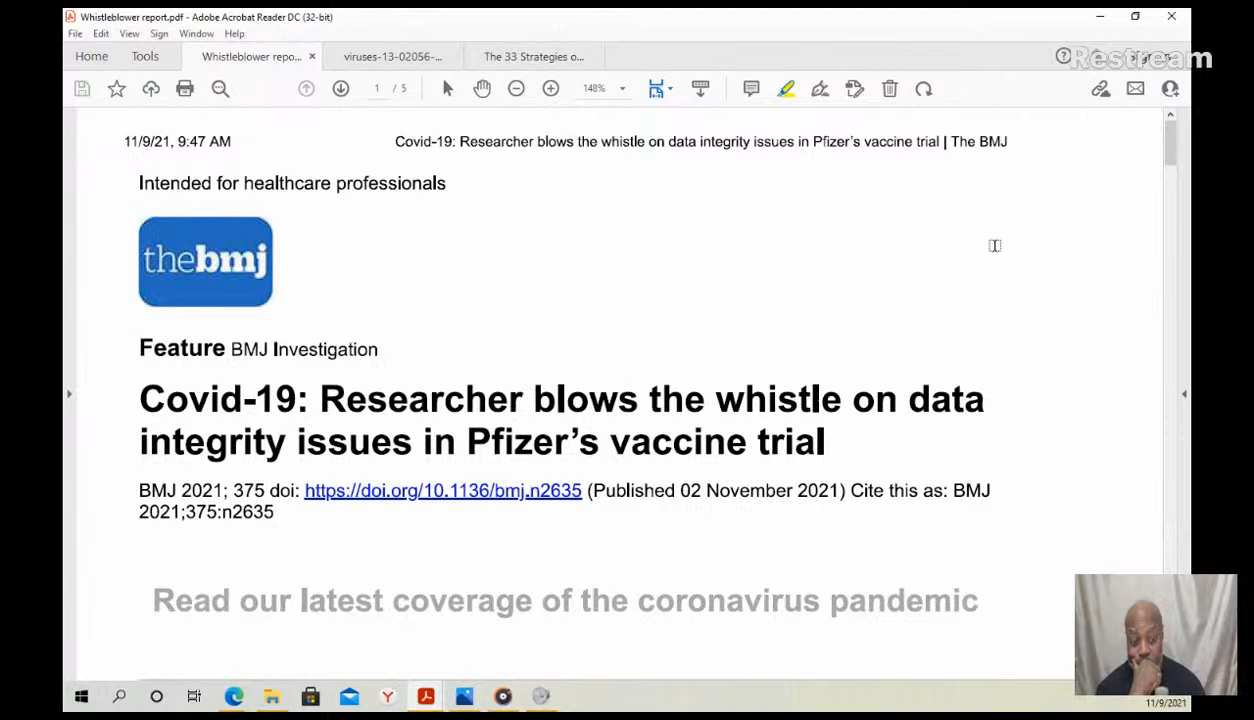 Whistleblower report.pdf - Adobe Acrobat Reader DC (32-bit)
File Edit View Sign Window Help
Home Tools Whistleblower repo... × viruses-13-02056-... The 33 Strategies o...
Restream
1 / 5 148%
11/9/21, 9:47 AM Covid-19: Researcher blows the whistle on data integrity issues in Pfizer's vaccine trial | The BMJ
Intended for healthcare professionals
thebmj
Feature BMJ Investigation
Covid-19: Researcher blows the whistle on data
integrity issues in Pfizer's vaccine trial
BMJ 2021; 375 doi: https://doi.org/10.1136/bmj.n2635 (Published 02 November 2021) Cite this as: BMJ
2021;375:n2635
Read our latest coverage of the coronavirus pandemic
11/9/2021